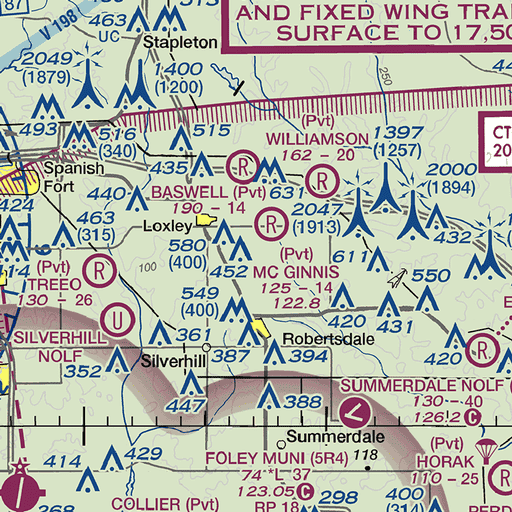 AND FIXED WING TRA
SURFACE TO 17,50
V 198
463
UC
Stapleton
250
2049
(1879)
1400
(1200)
493
516
(340)
515
(Pvt)
WILLIAMSON
162 - 20
1397
(1257)
CT
20
Spanish
Fort
435
R
R
631
2000
(1894)
424
440
BASWELL (Pvt)
190 - 14
463
(315)
Loxley
R
2047
(1913)
432
580
(400)
452
611
(Pvt)
TREEO
130 - 26
R
100
(Pvt)
MC GINNIS
125 - 14
122.8
550
549
(400)
420
431
U
SILVERHILL
NOLF
361
387
Robertsdale
394
420
R
352
Silverhill
447
388
SUMMERDALE NOLF
130 - 40
126.2 C
Summerdale
118
(Pvt)
HORAK
110 - 25
R
414
429
FOLEY MUNI (5R4)
74 *L 37
123.05 C
RP 18
COLLIER (Pvt)
268
298
400
(314)